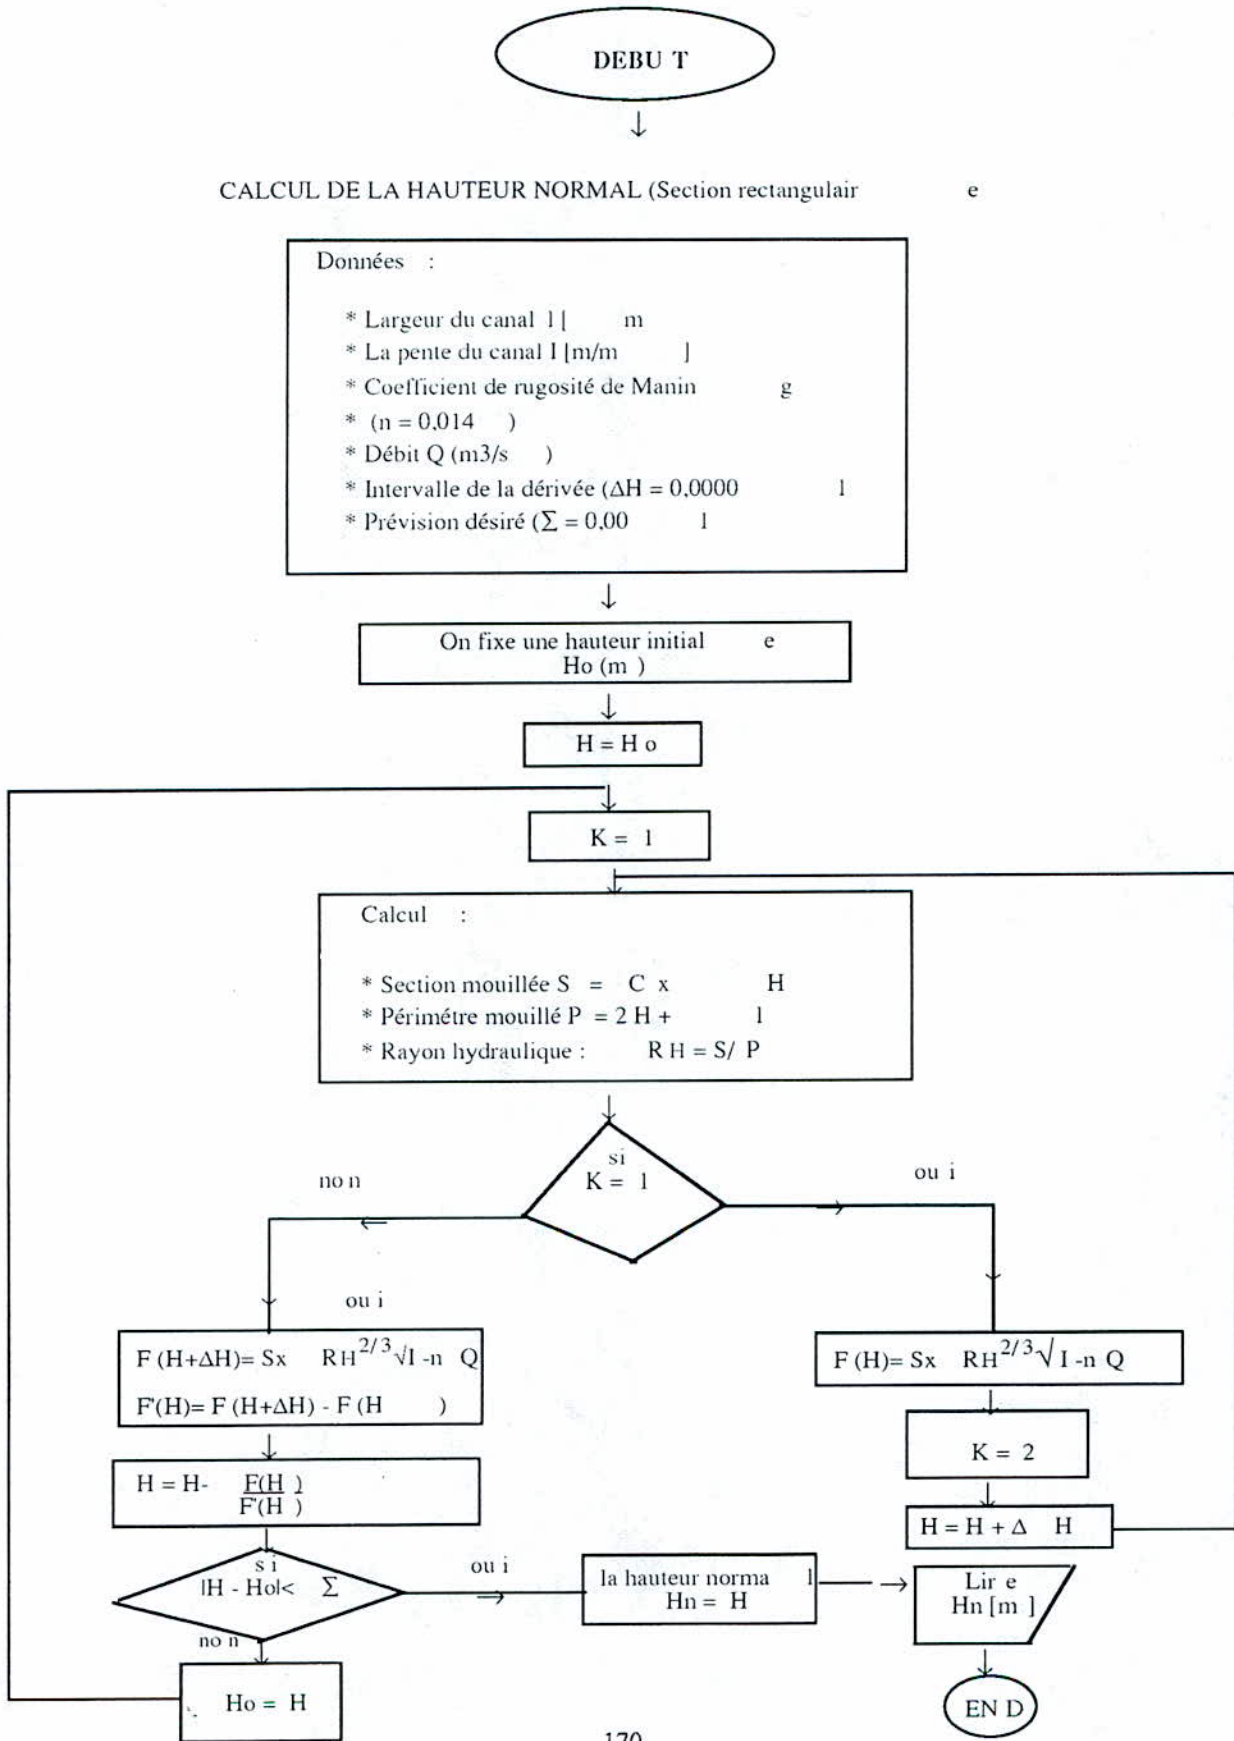 DEBU T
CALCUL DE LA HAUTEUR NORMAL (Section rectangulair e
Données :
* Largeur du canal l [ m
* La pente du canal I [m/m ]
* Coefficient de rugosité de Manin g
* (n = 0,014 )
* Débit Q (m3/s )
* Intervalle de la dérivée (ΔH = 0,0000 1
* Prévision désiré (Σ = 0,00 1
On fixe une hauteur initial e
Ho (m )
H = H o
K = 1
Calcul :
* Section mouillée S = C x H
* Périmétre mouillé P = 2 H + l
* Rayon hydraulique : R H = S/ P
si
K = 1
no n
ou i
ou i
F (H+ΔH)= Sx RH^2/3 √I -n Q
F'(H)= F (H+ΔH) - F (H )
F (H)= Sx RH^2/3 √ I -n Q
K = 2
H = H- F(H )
F'(H )
H = H + Δ H
s i
|H - Ho|< Σ
ou i
la hauteur norma l
Hn = H
Lir e
Hn [m ]
no n
Ho = H
EN D
170